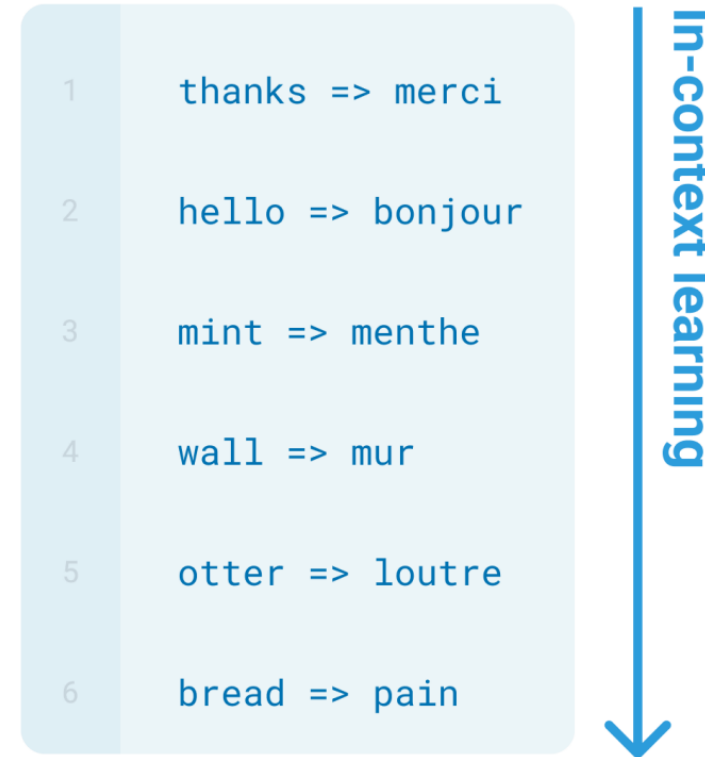 1 thanks => merci
2 hello => bonjour
3 mint => menthe
4 wall => mur
5 otter => loutre
6 bread => pain
In-context learning